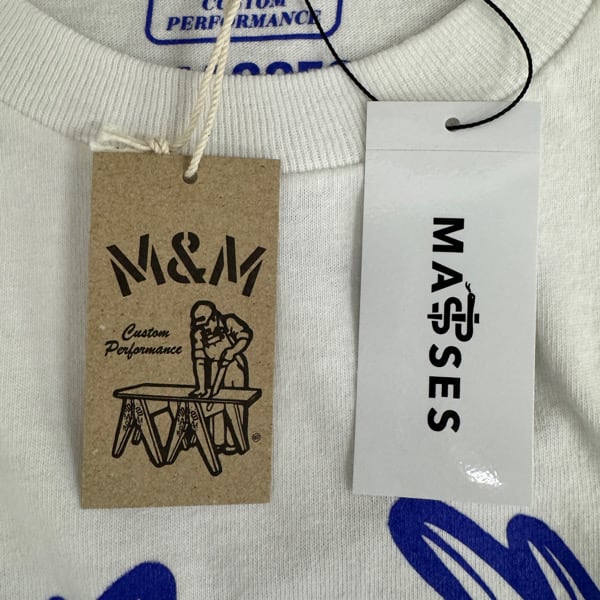 CUSTOM
PERFORMANCE
M&M
Custom
Performance
MASSES